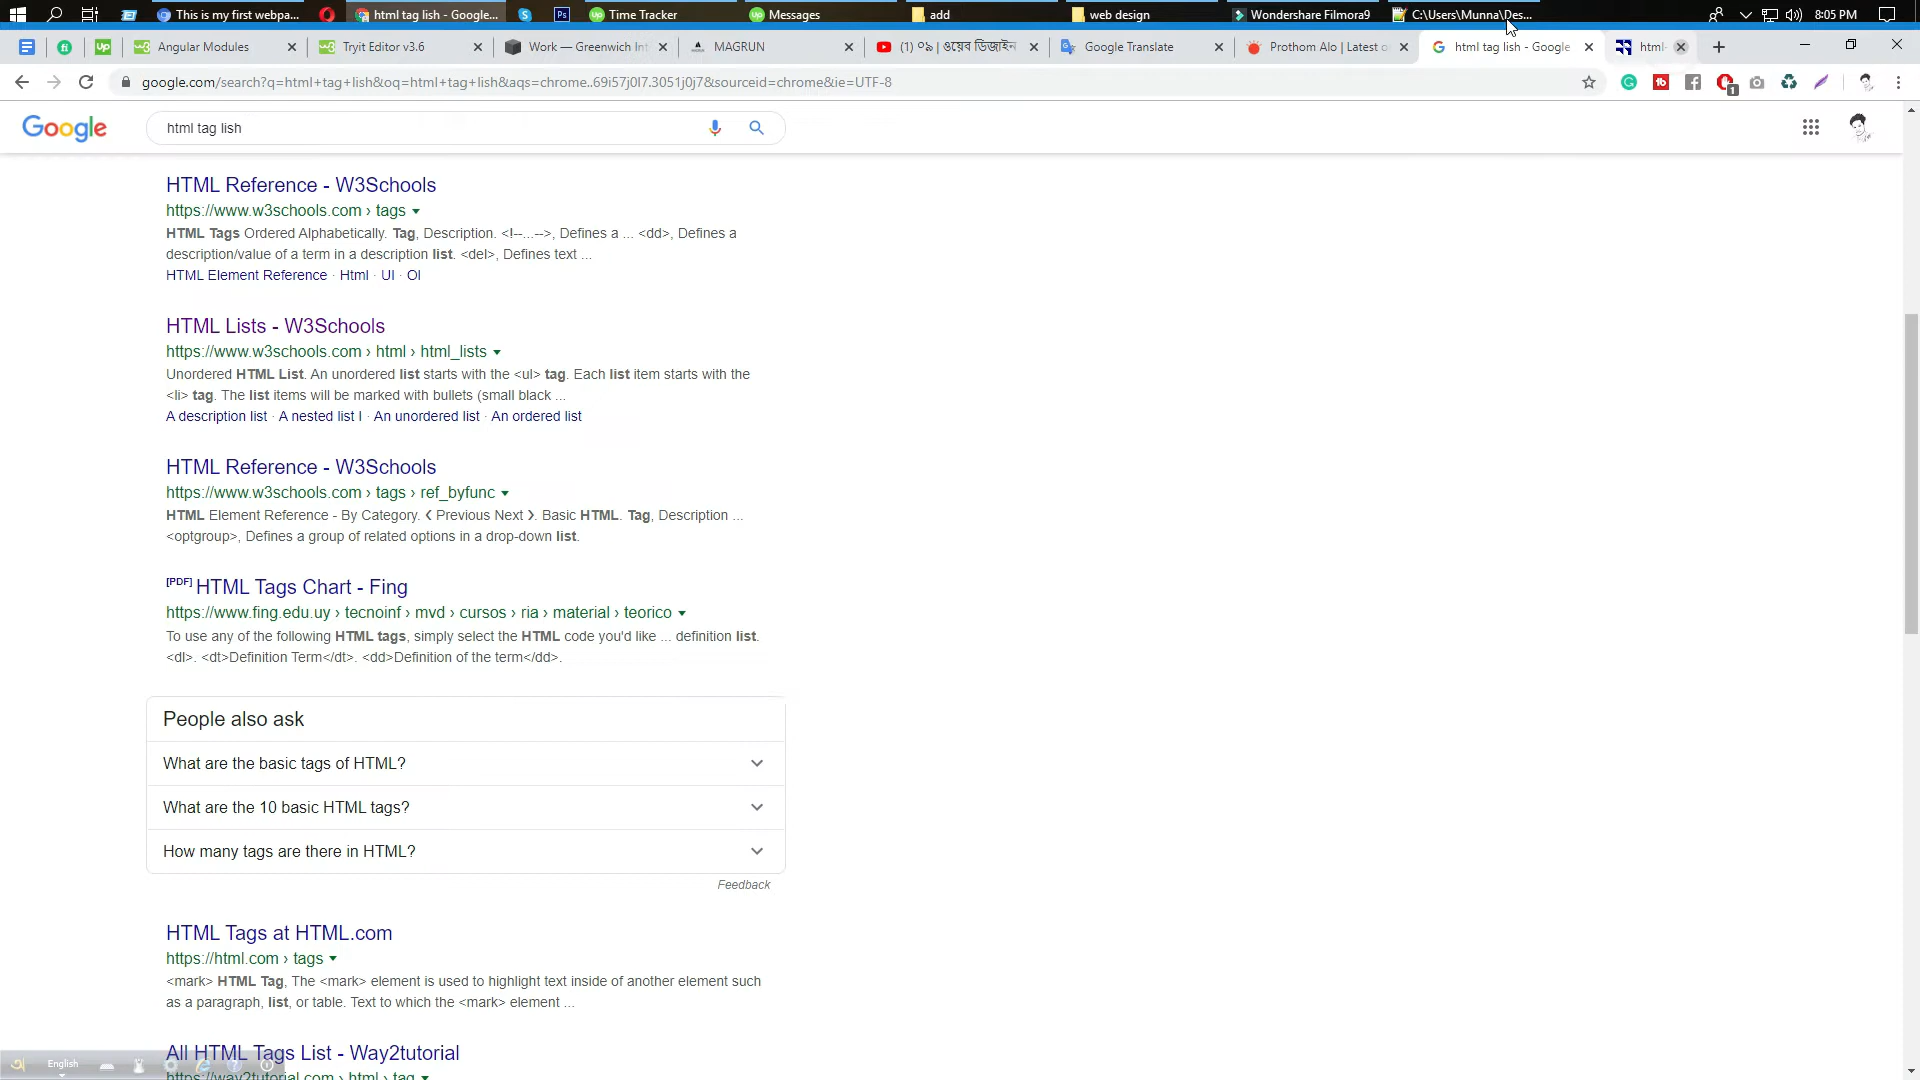 This is my first webpa...
html tag lish - Google...
Time Tracker
Messages
add
web design
Wondershare Filmora9
C:\Users\Munna\Des...
8:05 PM
Angular Modules
Tryit Editor v3.6
Work — Greenwich Int
MAGRUN
(1) ০৯ | ওয়েব ডিজাইন
Google Translate
Prothom Alo | Latest o
html tag lish - Google
html-
google.com/search?q=html+tag+lish&oq=html+tag+lish&aqs=chrome..69i57j0l7.3051j0j7&sourceid=chrome&ie=UTF-8
1
Google
html tag lish
HTML Reference - W3Schools
https://www.w3schools.com › tags
HTML Tags Ordered Alphabetically. Tag, Description. <!--...-->, Defines a ... <dd>, Defines a
description/value of a term in a description list. <del>, Defines text ...
HTML Element Reference · Html · Ul · Ol
HTML Lists - W3Schools
https://www.w3schools.com › html › html_lists
Unordered HTML List. An unordered list starts with the <ul> tag. Each list item starts with the
<li> tag. The list items will be marked with bullets (small black ...
A description list · A nested list I · An unordered list · An ordered list
HTML Reference - W3Schools
https://www.w3schools.com › tags › ref_byfunc
HTML Element Reference - By Category. ❮ Previous Next ❯. Basic HTML. Tag, Description ...
<optgroup>, Defines a group of related options in a drop-down list.
[PDF] HTML Tags Chart - Fing
https://www.fing.edu.uy › tecnoinf › mvd › cursos › ria › material › teorico
To use any of the following HTML tags, simply select the HTML code you'd like ... definition list.
<dl>. <dt>Definition Term</dt>. <dd>Definition of the term</dd>.
People also ask
What are the basic tags of HTML?
What are the 10 basic HTML tags?
How many tags are there in HTML?
Feedback
HTML Tags at HTML.com
https://html.com › tags
<mark> HTML Tag, The <mark> element is used to highlight text inside of another element such
as a paragraph, list, or table. Text to which the <mark> element ...
All HTML Tags List - Way2tutorial
https://way2tutorial.com › html › tag
English